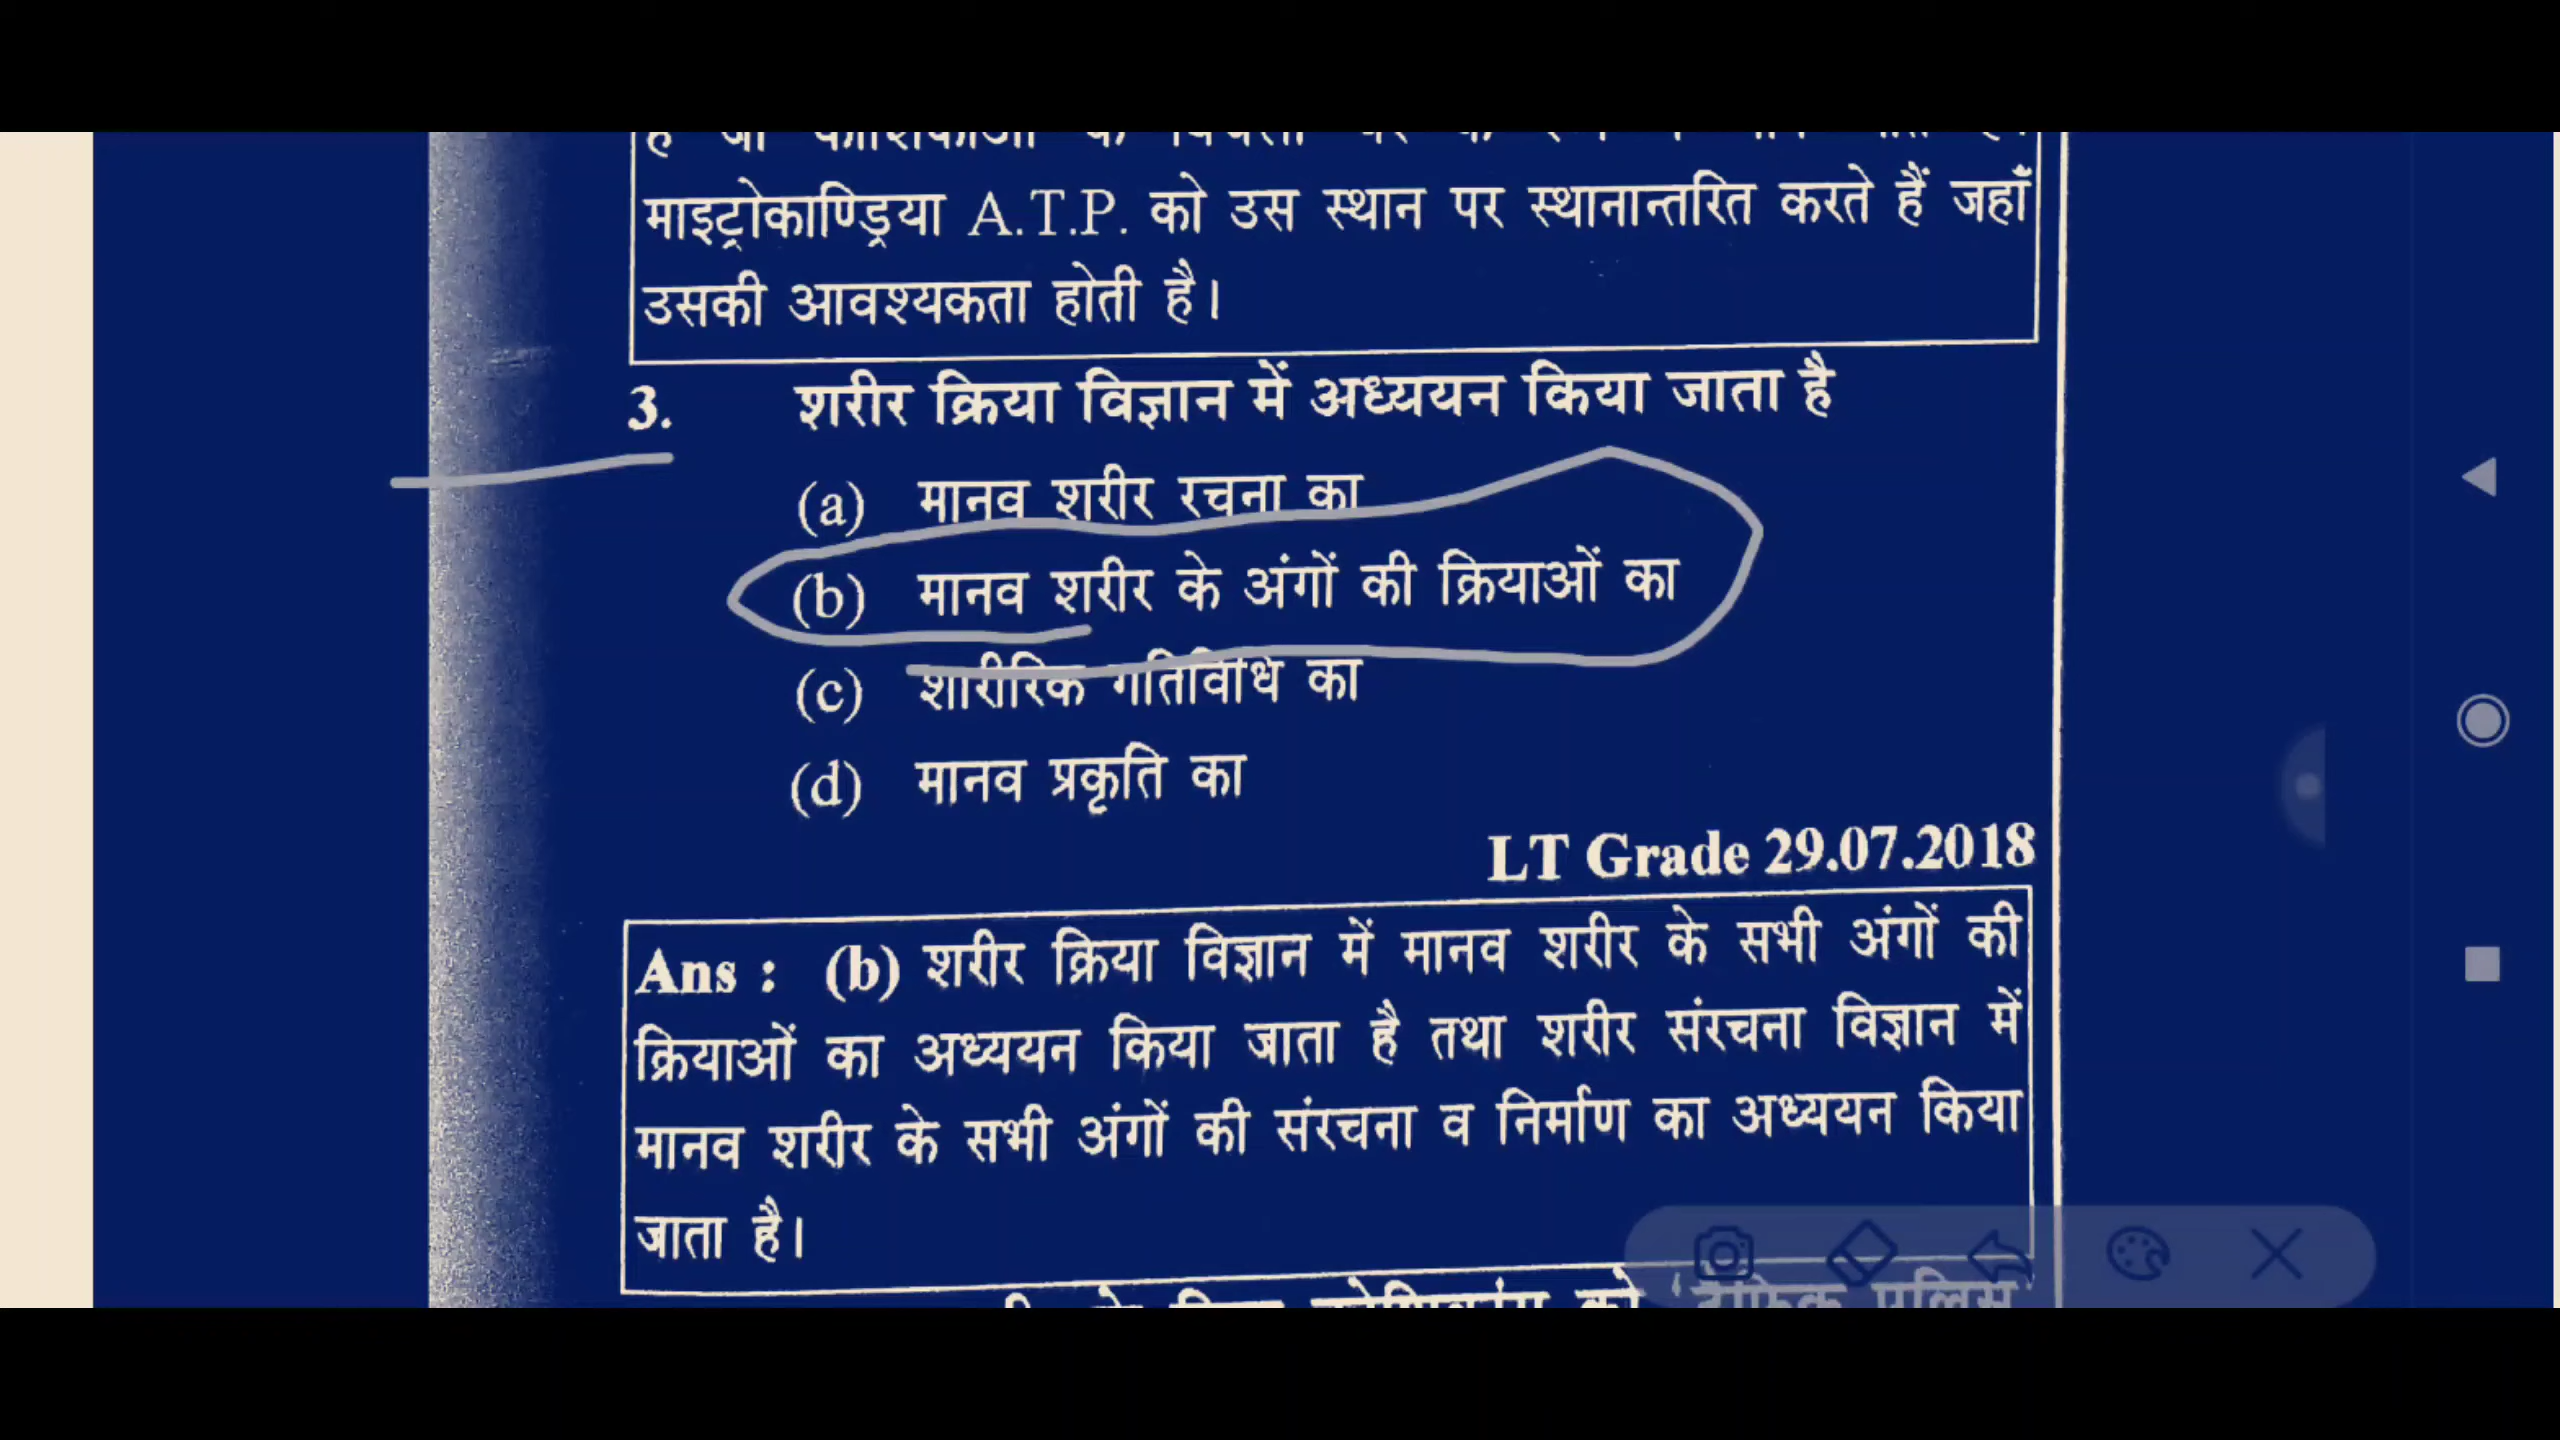 माइट्रोकाण्ड्रिया A.T.P. को उस स्थान पर स्थानान्तरित करते हैं जहाँ
उसकी आवश्यकता होती है।
3. शरीर क्रिया विज्ञान में अध्ययन किया जाता है
(a) मानव शरीर रचना का
(b) मानव शरीर के अंगों की क्रियाओं का
(c) शारीरिक गतिविधि का
(d) मानव प्रकृति का
LT Grade 29.07.2018
Ans : (b) शरीर क्रिया विज्ञान में मानव शरीर के सभी अंगों की
क्रियाओं का अध्ययन किया जाता है तथा शरीर संरचना विज्ञान में
मानव शरीर के सभी अंगों की संरचना व निर्माण का अध्ययन किया
जाता है।